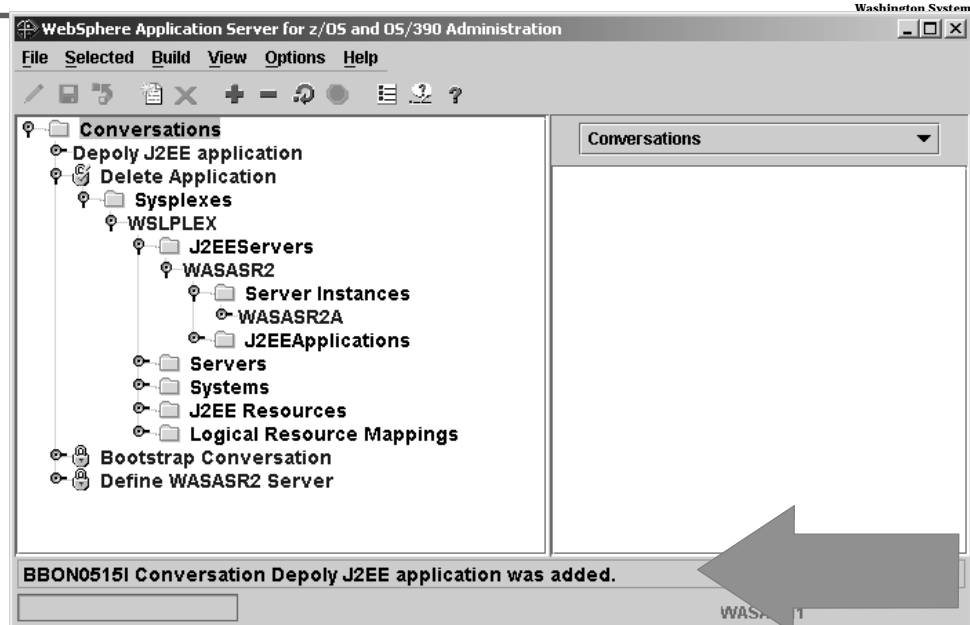 Washington System
WebSphere Application Server for z/OS and OS/390 Administration
File Selected Build View Options Help
Conversations
Depoly J2EE application
Delete Application
Sysplexes
WSLPLEX
J2EEServers
WASASR2
Server Instances
WASASR2A
J2EEApplications
Servers
Systems
J2EE Resources
Logical Resource Mappings
Bootstrap Conversation
Define WASASR2 Server
Conversations
BBON0515I Conversation Depoly J2EE application was added.